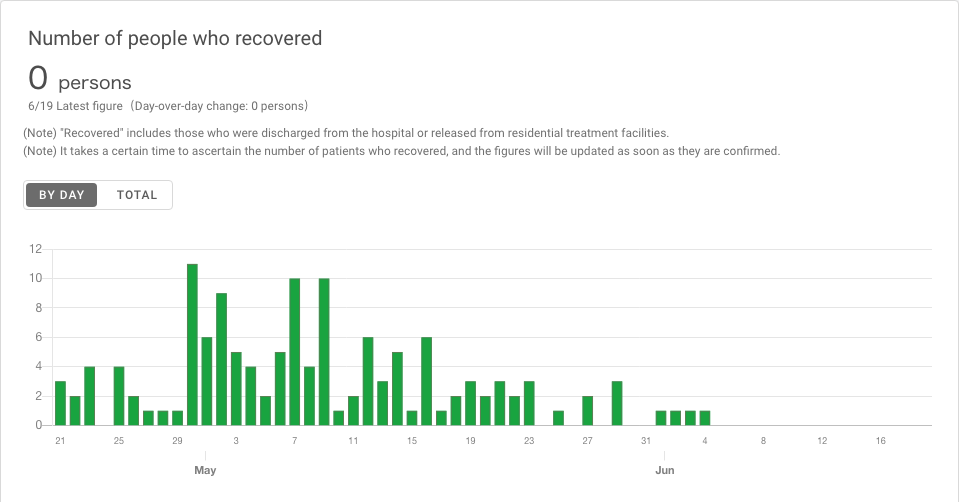 Number of people who recovered
0 persons
6/19 Latest figure (Day-over-day change: 0 persons)
(Note) "Recovered" includes those who were discharged from the hospital or released from residential treatment facilities.
(Note) It takes a certain time to ascertain the number of patients who recovered, and the figures will be updated as soon as they are confirmed.
BY DAY TOTAL
12
10
8
6
4
2
0
21 25 29 3 7 11 15 19 23 27 31 4 8 12 16
May Jun